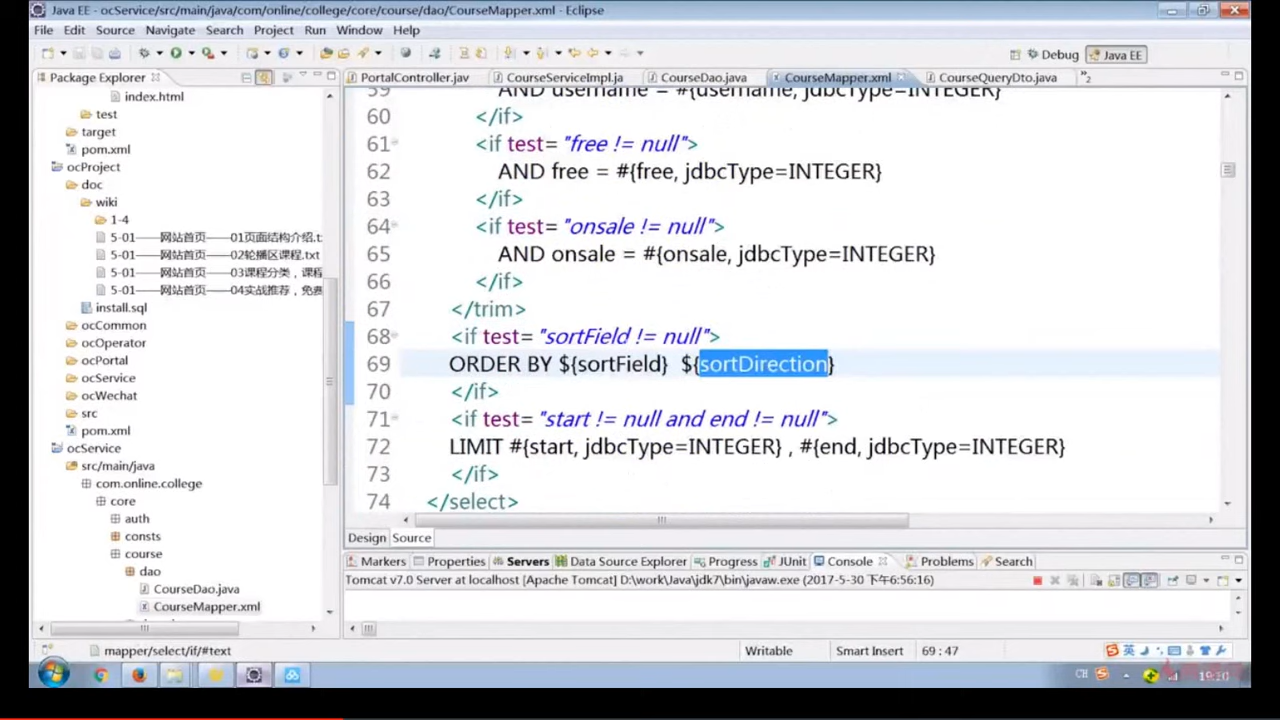 Java EE - ocService/src/main/java/com/online/college/core/course/dao/CourseMapper.xml - Eclipse
File Edit Source Navigate Search Project Run Window Help
Debug Java EE
Package Explorer
PortalController.jav CourseServiceImpl.ja CourseDao.java CourseMapper.xml CourseQueryDto.java »2
index.html
test
target
pom.xml
ocProject
doc
wiki
1-4
5-01——网站首页——01页面结构介绍.t
5-01——网站首页——02轮播区课程.txt
5-01——网站首页——03课程分类，课程
5-01——网站首页——04实战推荐，免费
install.sql
ocCommon
ocOperator
ocPortal
ocService
ocWechat
src
pom.xml
ocService
src/main/java
com.online.college
core
auth
consts
course
dao
CourseDao.java
CourseMapper.xml
59 AND username = #{username, jdbcType=INTEGER}
60 </if>
61 <if test="free != null">
62 AND free = #{free, jdbcType=INTEGER}
63 </if>
64 <if test="onsale != null">
65 AND onsale = #{onsale, jdbcType=INTEGER}
66 </if>
67 </trim>
68 <if test="sortField != null">
69 ORDER BY ${sortField} ${sortDirection}
70 </if>
71 <if test="start != null and end != null">
72 LIMIT #{start, jdbcType=INTEGER} , #{end, jdbcType=INTEGER}
73 </if>
74 </select>
Design Source
Markers Properties Servers Data Source Explorer Progress JUnit Console Problems Search
Tomcat v7.0 Server at localhost [Apache Tomcat] D:\work\Java\jdk7\bin\javaw.exe (2017-5-30 下午6:56:16)
mapper/select/if/#text Writable Smart Insert 69 : 47
英
CH 19:20